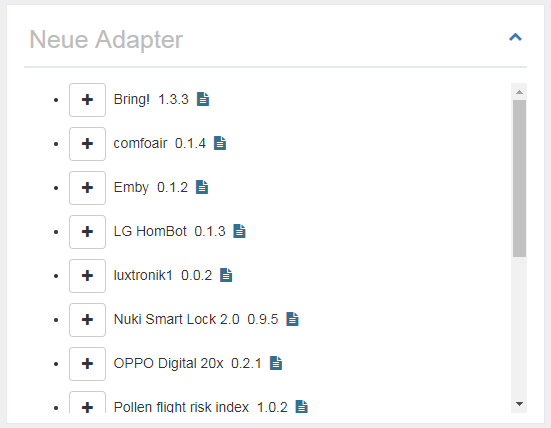 Neue Adapter
Bring! 1.3.3
comfoair 0.1.4
Emby 0.1.2
LG HomBot 0.1.3
luxtronik1 0.0.2
Nuki Smart Lock 2.0 0.9.5
OPPO Digital 20x 0.2.1
Pollen flight risk index 1.0.2